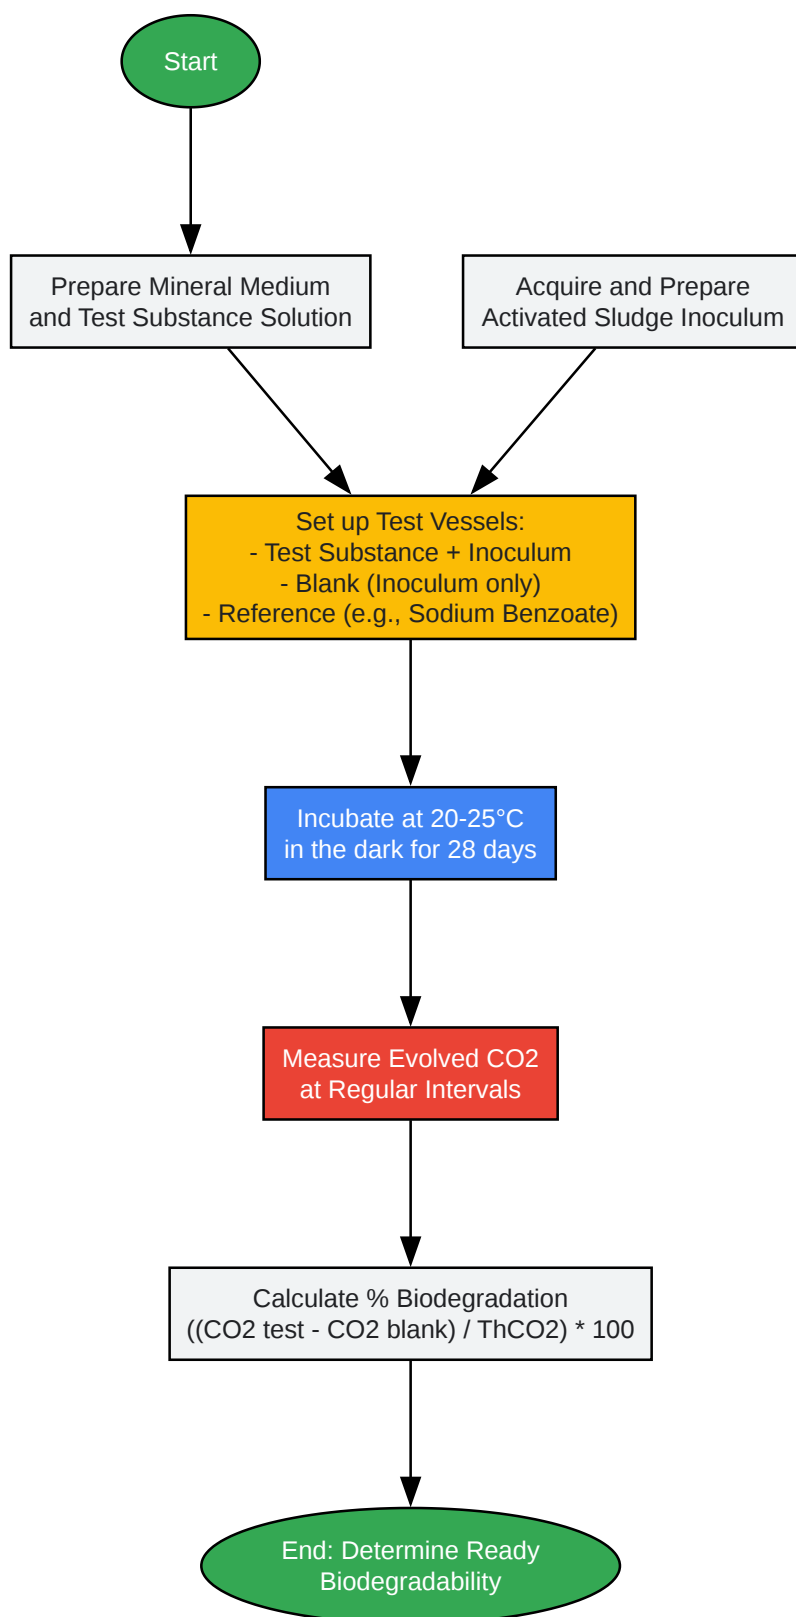 Start
Prepare Mineral Medium
and Test Substance Solution
Acquire and Prepare
Activated Sludge Inoculum
Set up Test Vessels:
- Test Substance + Inoculum
- Blank (Inoculum only)
- Reference (e.g., Sodium Benzoate)
Incubate at 20-25°C
in the dark for 28 days
Measure Evolved CO2
at Regular Intervals
Calculate % Biodegradation
((CO2 test - CO2 blank) / ThCO2) * 100
End: Determine Ready
Biodegradability